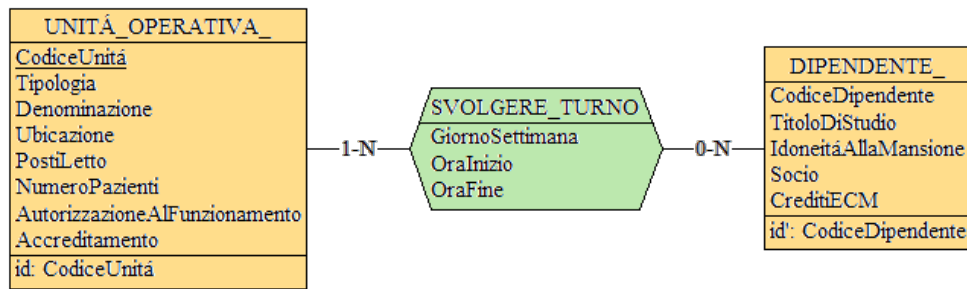 UNITÁ_OPERATIVA_
CodiceUnitá
Tipologia
Denominazione
Ubicazione
PostiLetto
NumeroPazienti
AutorizzazioneAlFunzionamento
Accreditamento
id: CodiceUnitá
1-N
SVOLGERE_TURNO
GiornoSettimana
OraInizio
OraFine
0-N
DIPENDENTE_
CodiceDipendente
TitoloDiStudio
IdoneitáAllaMansione
Socio
CreditiECM
id': CodiceDipendente